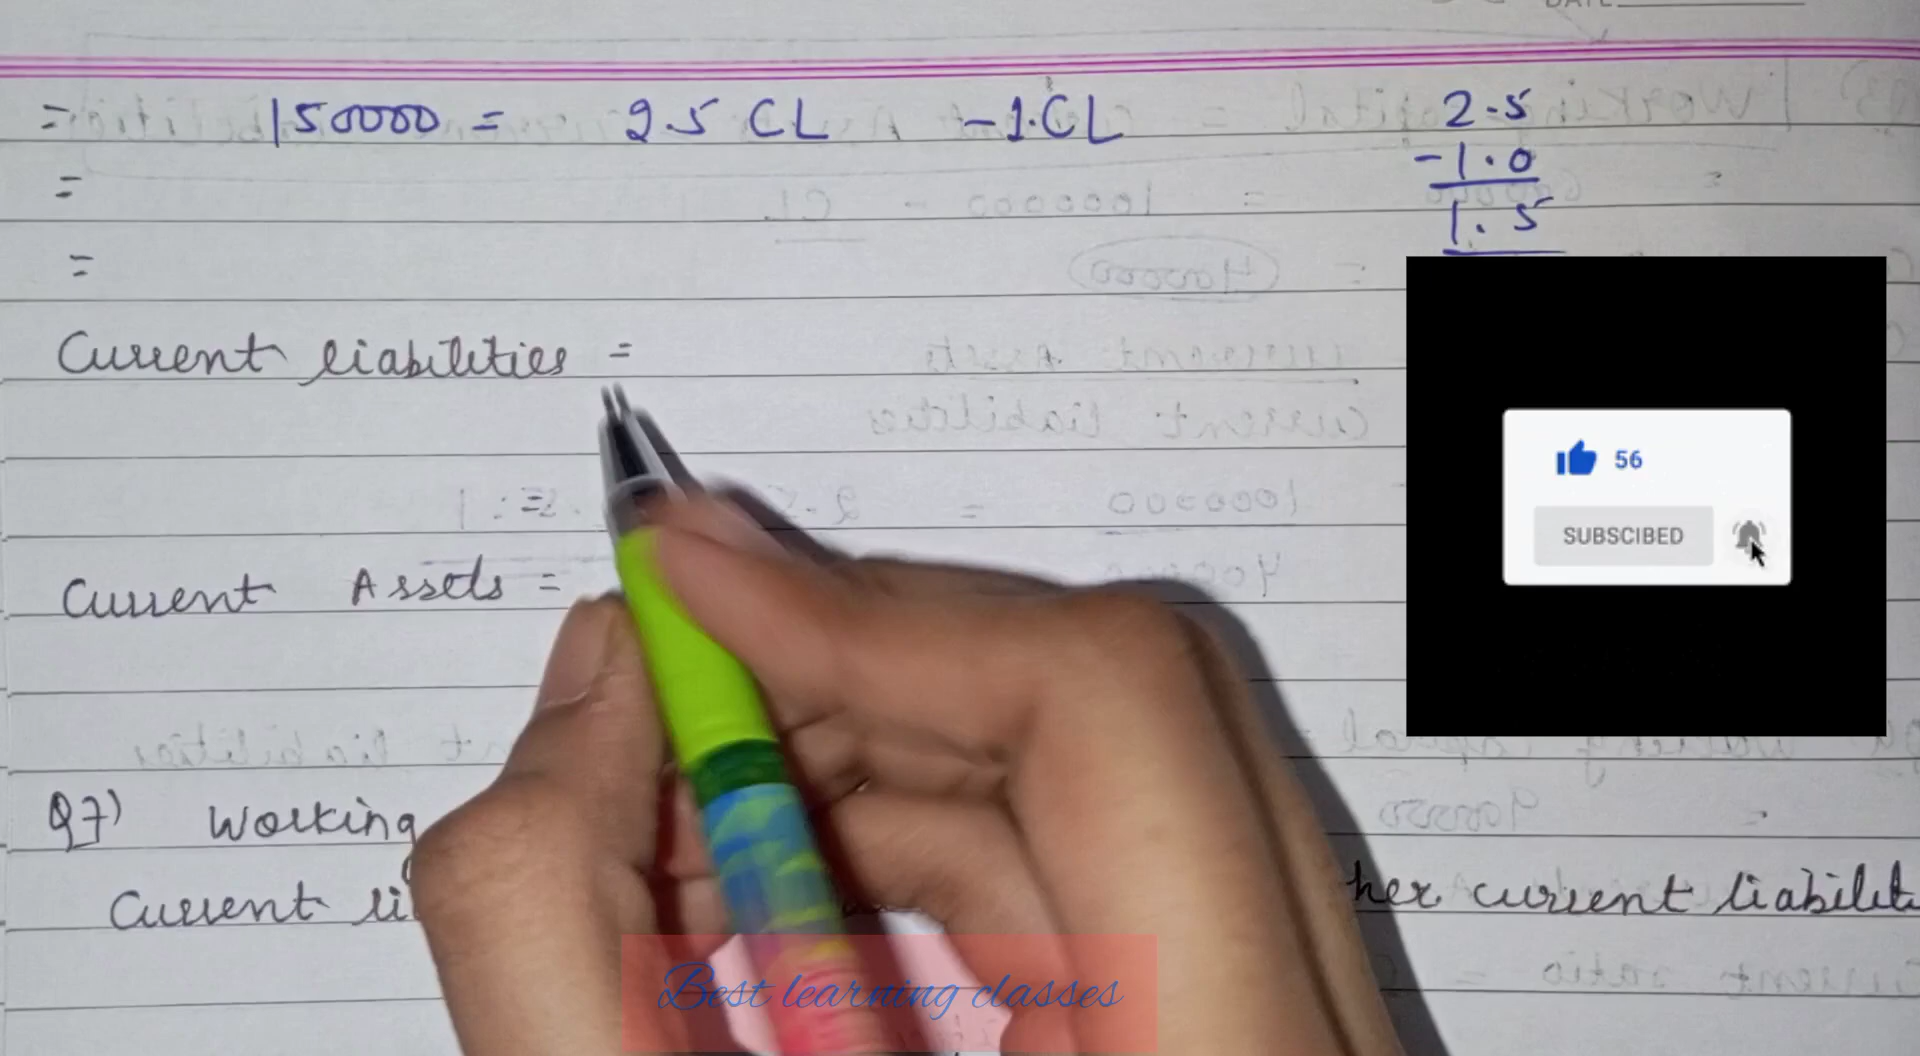 DATE
= 150000 = 2.5 CL -1.CL
2.5
-1.0
1.5
=
=
Current liabilities =
=
Current Assets =
Q7) Working
Current li her current liabilit
56
SUBSCIBED
Best learning classes